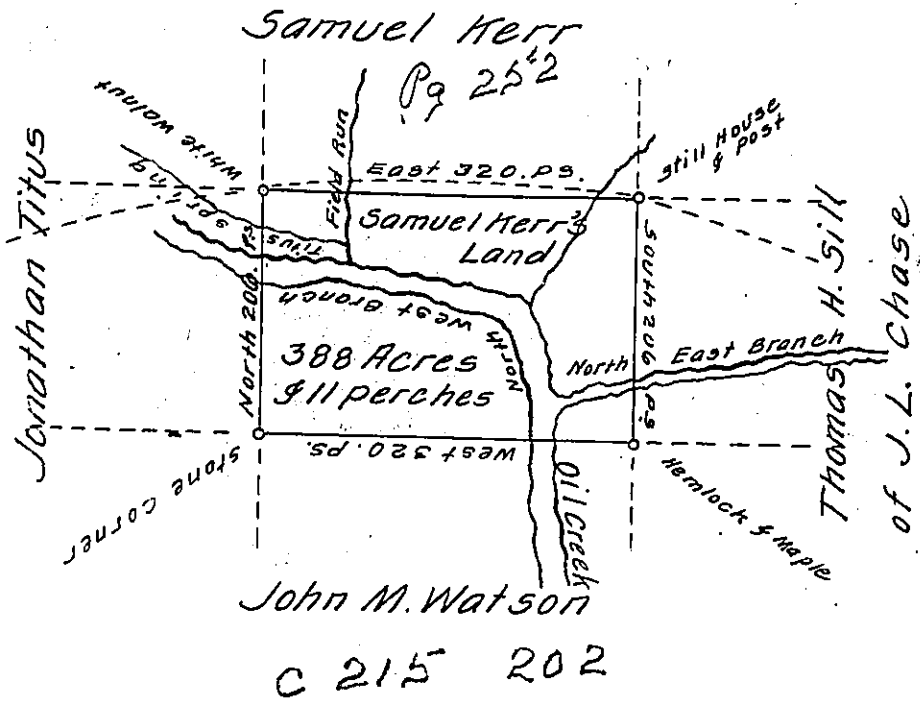 Samuel Kerr
Pg 252
White Walnut
Still House
& post
Jonathan Titus
East 320. PS.
Field Run
Samuel Kerr's
Land
Titus Spring
North 206. PS.
South 206 PS
Thomas H. Sill
of J.L. Chase
North West Branch
North East Branch
388 Acres
& 11 perches
West 320. PS.
Stone corner
Oil Creek
Hemlock & Maple
John M. Watson
C 215 202